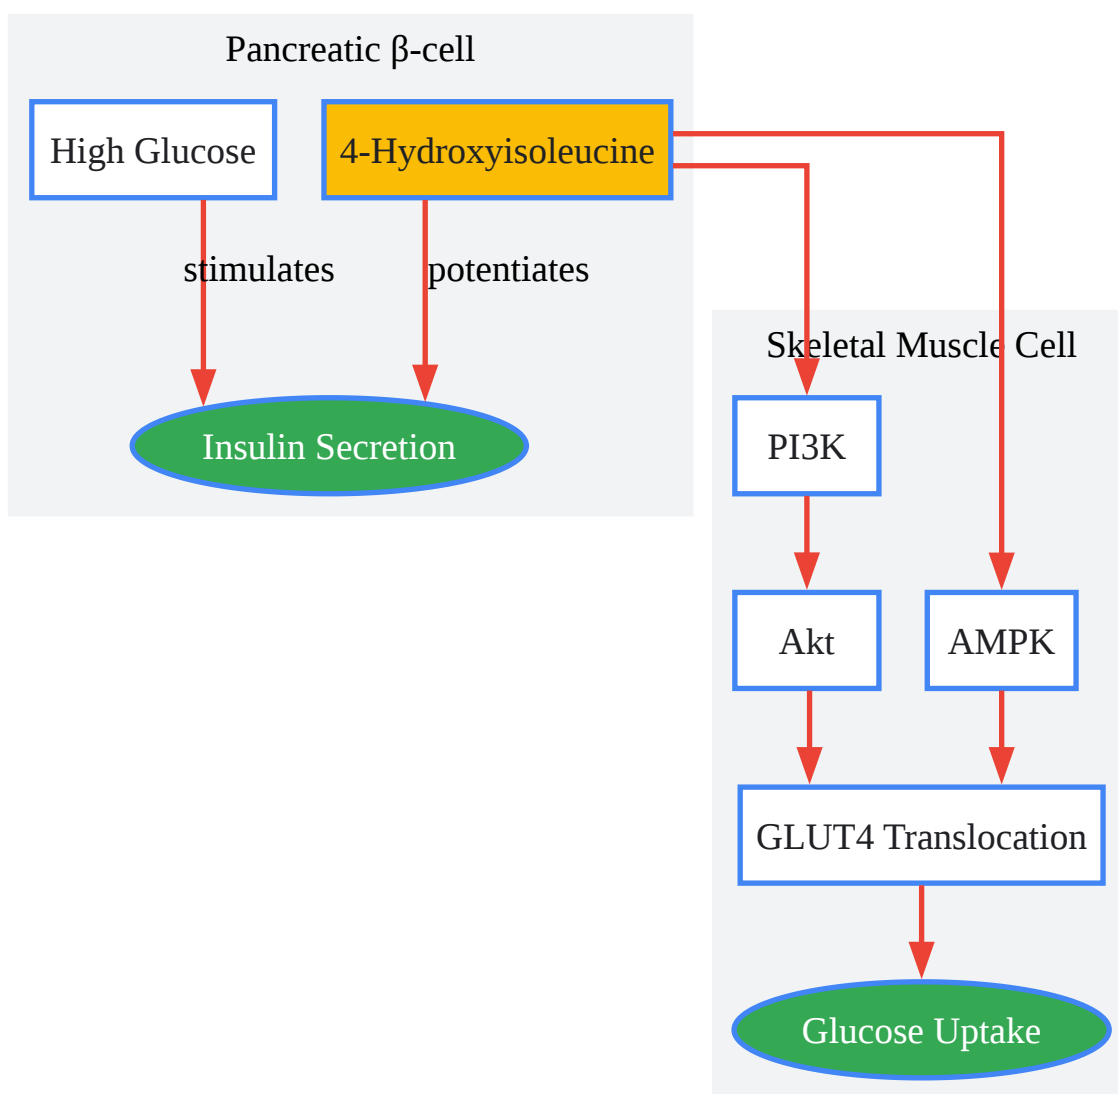 Pancreatic β-cell
High Glucose
4-Hydroxyisoleucine
stimulates
potentiates
Insulin Secretion
Skeletal Muscle Cell
PI3K
Akt
AMPK
GLUT4 Translocation
Glucose Uptake